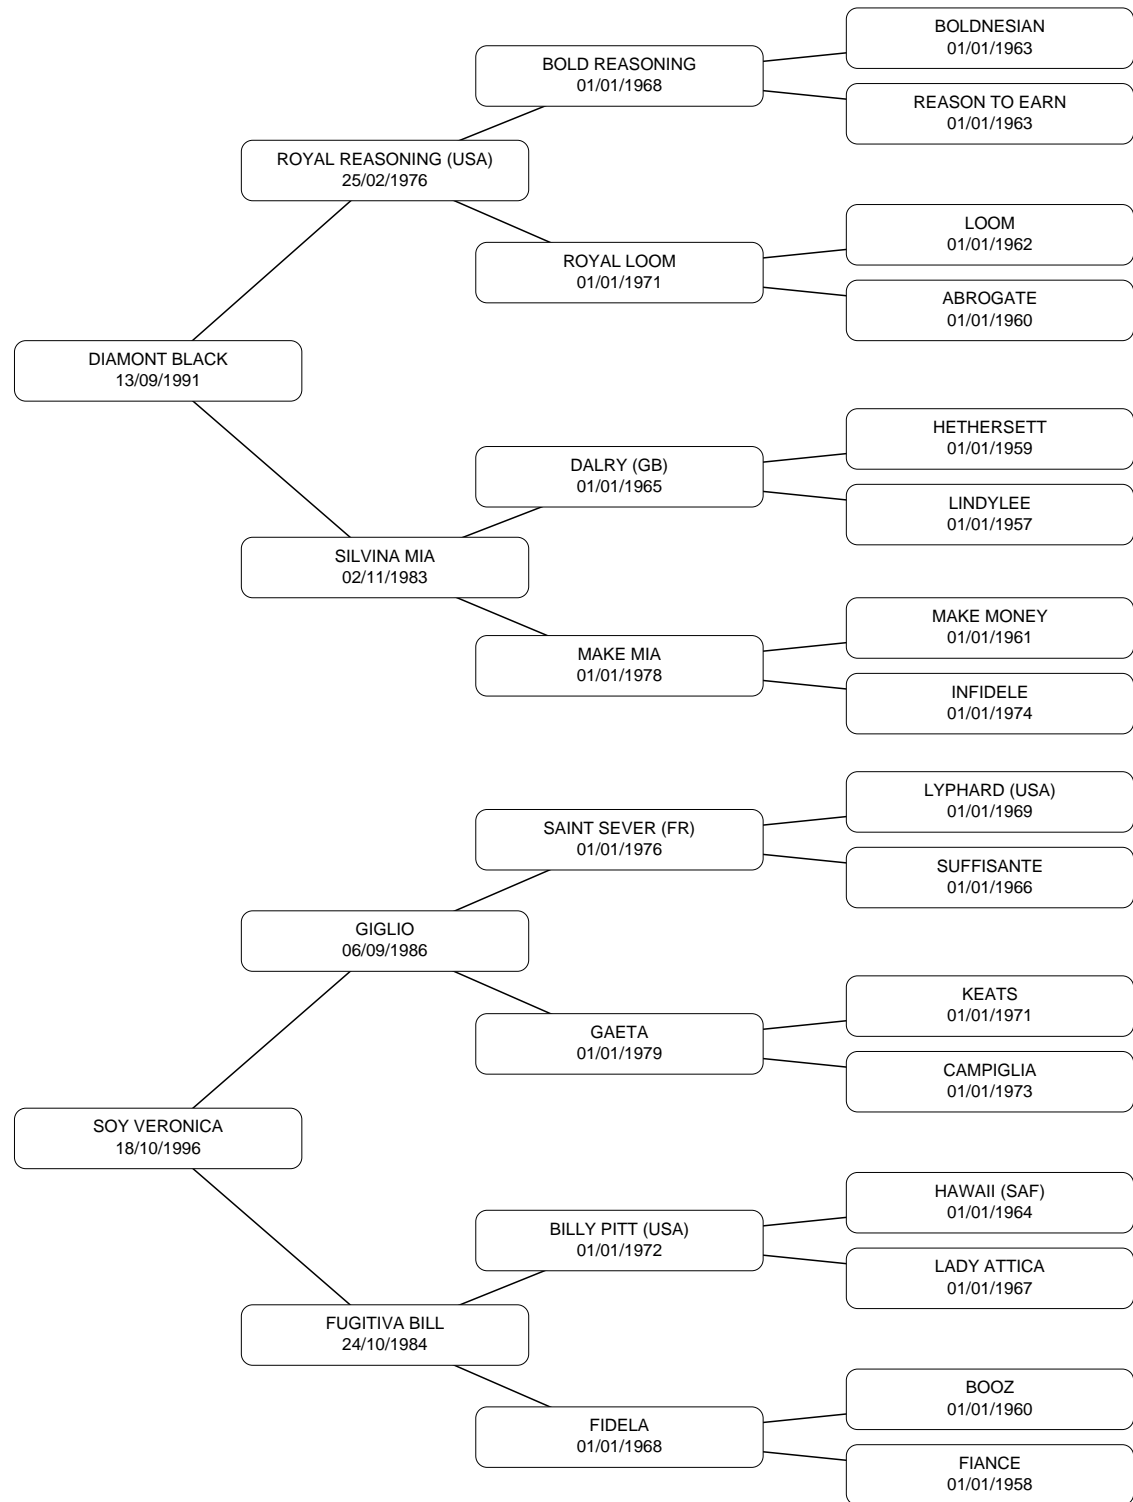 BOLDNESIAN
01/01/1963
BOLD REASONING
01/01/1968
REASON TO EARN
01/01/1963
ROYAL REASONING (USA)
25/02/1976
LOOM
01/01/1962
ROYAL LOOM
01/01/1971
ABROGATE
01/01/1960
DIAMONT BLACK
13/09/1991
HETHERSETT
01/01/1959
DALRY (GB)
01/01/1965
LINDYLEE
01/01/1957
SILVINA MIA
02/11/1983
MAKE MONEY
01/01/1961
MAKE MIA
01/01/1978
INFIDELE
01/01/1974
LYPHARD (USA)
01/01/1969
SAINT SEVER (FR)
01/01/1976
SUFFISANTE
01/01/1966
GIGLIO
06/09/1986
KEATS
01/01/1971
GAETA
01/01/1979
CAMPIGLIA
01/01/1973
SOY VERONICA
18/10/1996
HAWAII (SAF)
01/01/1964
BILLY PITT (USA)
01/01/1972
LADY ATTICA
01/01/1967
FUGITIVA BILL
24/10/1984
BOOZ
01/01/1960
FIDELA
01/01/1968
FIANCE
01/01/1958